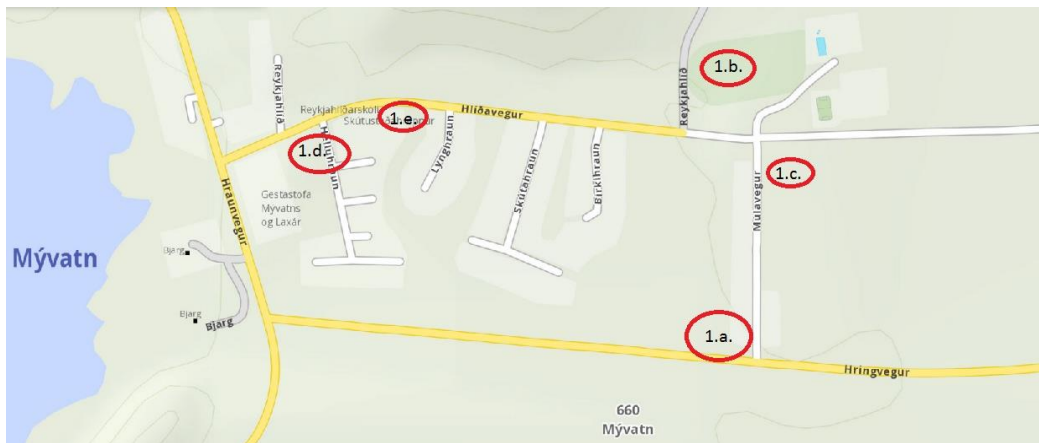 1.b.
Reykjahlíð
Reykjahlíð
Reykjahlíðarskóli
1.e.
Hlíðavegur
1.d.
Helluhraun
Lynghraun
Skútahraun
Birkihraun
1.c.
Múlavegur
Gestastofa
Mývatns
og Laxár
Hraunvegur
Mývatn
Bjarg
Bjarg
Bjarg
1.a.
Hringvegur
660
Mývatn